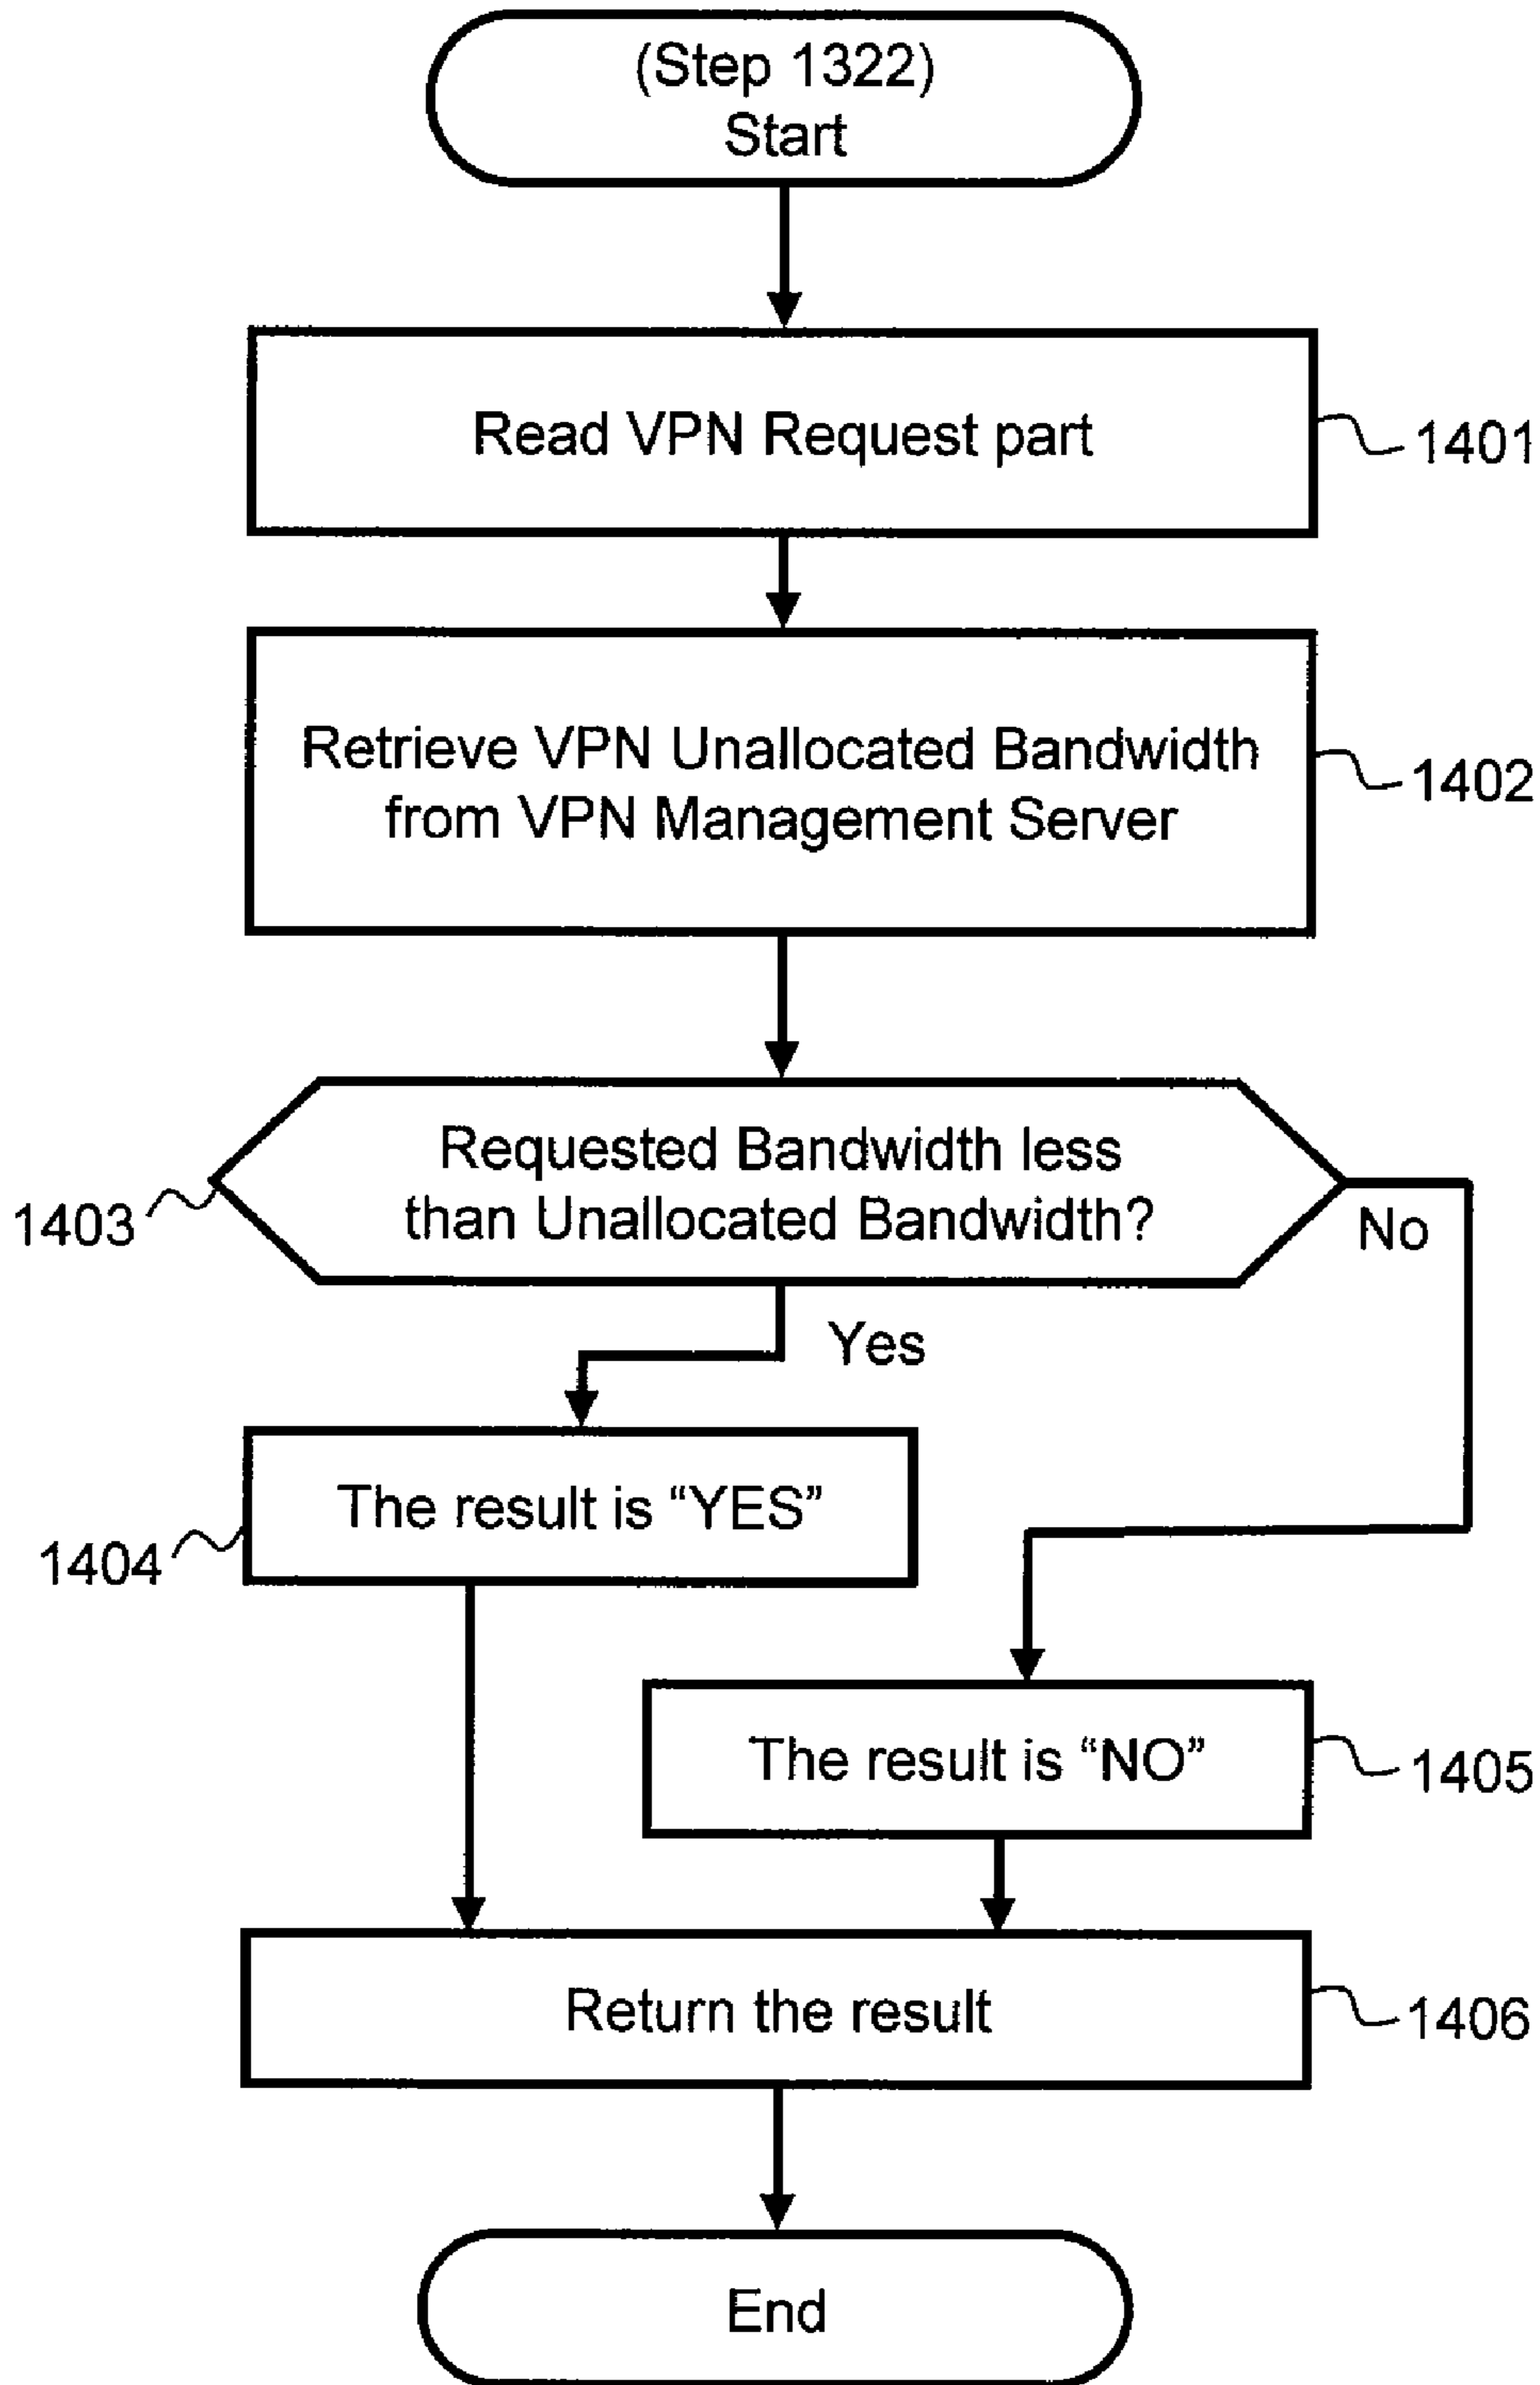 (Step 1322)
Start
Read VPN Request part
1401
Retrieve VPN Unallocated Bandwidth
from VPN Management Server
1402
Requested Bandwidth less
than Unallocated Bandwidth?
1403
No
Yes
The result is “YES”
1404
The result is “NO”
1405
Return the result
1406
End